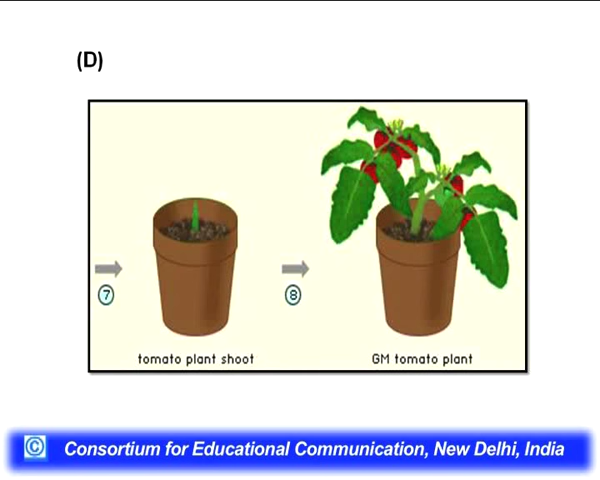 (D)
7
8
tomato plant shoot
GM tomato plant
© Consortium for Educational Communication, New Delhi, India